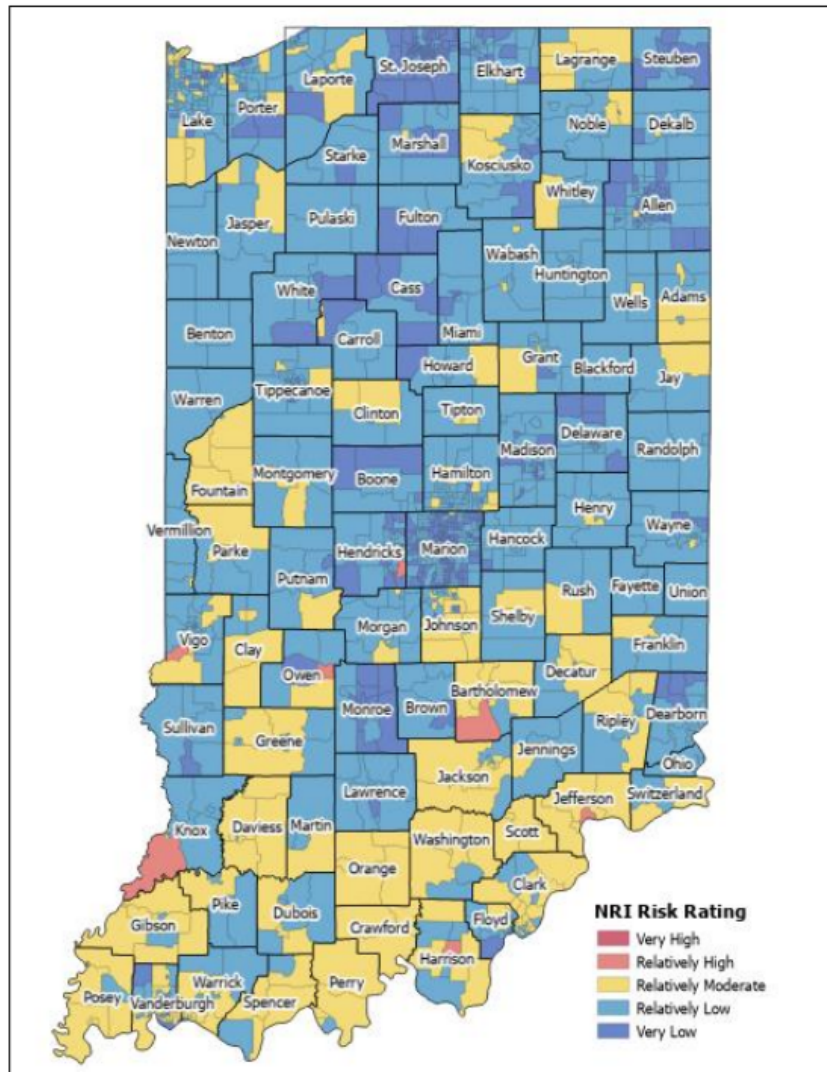 St. Joseph
Elkhart
Lagrange
Steuben
Laporte
Porter
Lake
Noble
Dekalb
Starke
Marshall
Kosciusko
Whitley
Allen
Jasper
Pulaski
Fulton
Newton
Wabash
Huntington
White
Cass
Miami
Wells
Adams
Benton
Carroll
Howard
Grant
Blackford
Jay
Warren
Tippecanoe
Clinton
Tipton
Madison
Delaware
Randolph
Fountain
Montgomery
Boone
Hamilton
Henry
Vermillion
Parke
Hendricks
Marion
Hancock
Wayne
Putnam
Rush
Fayette
Union
Vigo
Clay
Morgan
Johnson
Shelby
Franklin
Owen
Decatur
Bartholomew
Sullivan
Monroe
Brown
Ripley
Dearborn
Greene
Jennings
Ohio
Jackson
Lawrence
Jefferson
Switzerland
Knox
Daviess
Martin
Washington
Scott
Orange
Clark
Pike
Dubois
Gibson
Crawford
Floyd
Harrison
Posey
Vanderburgh
Warrick
Spencer
Perry
NRI Risk Rating
Very High
Relatively High
Relatively Moderate
Relatively Low
Very Low